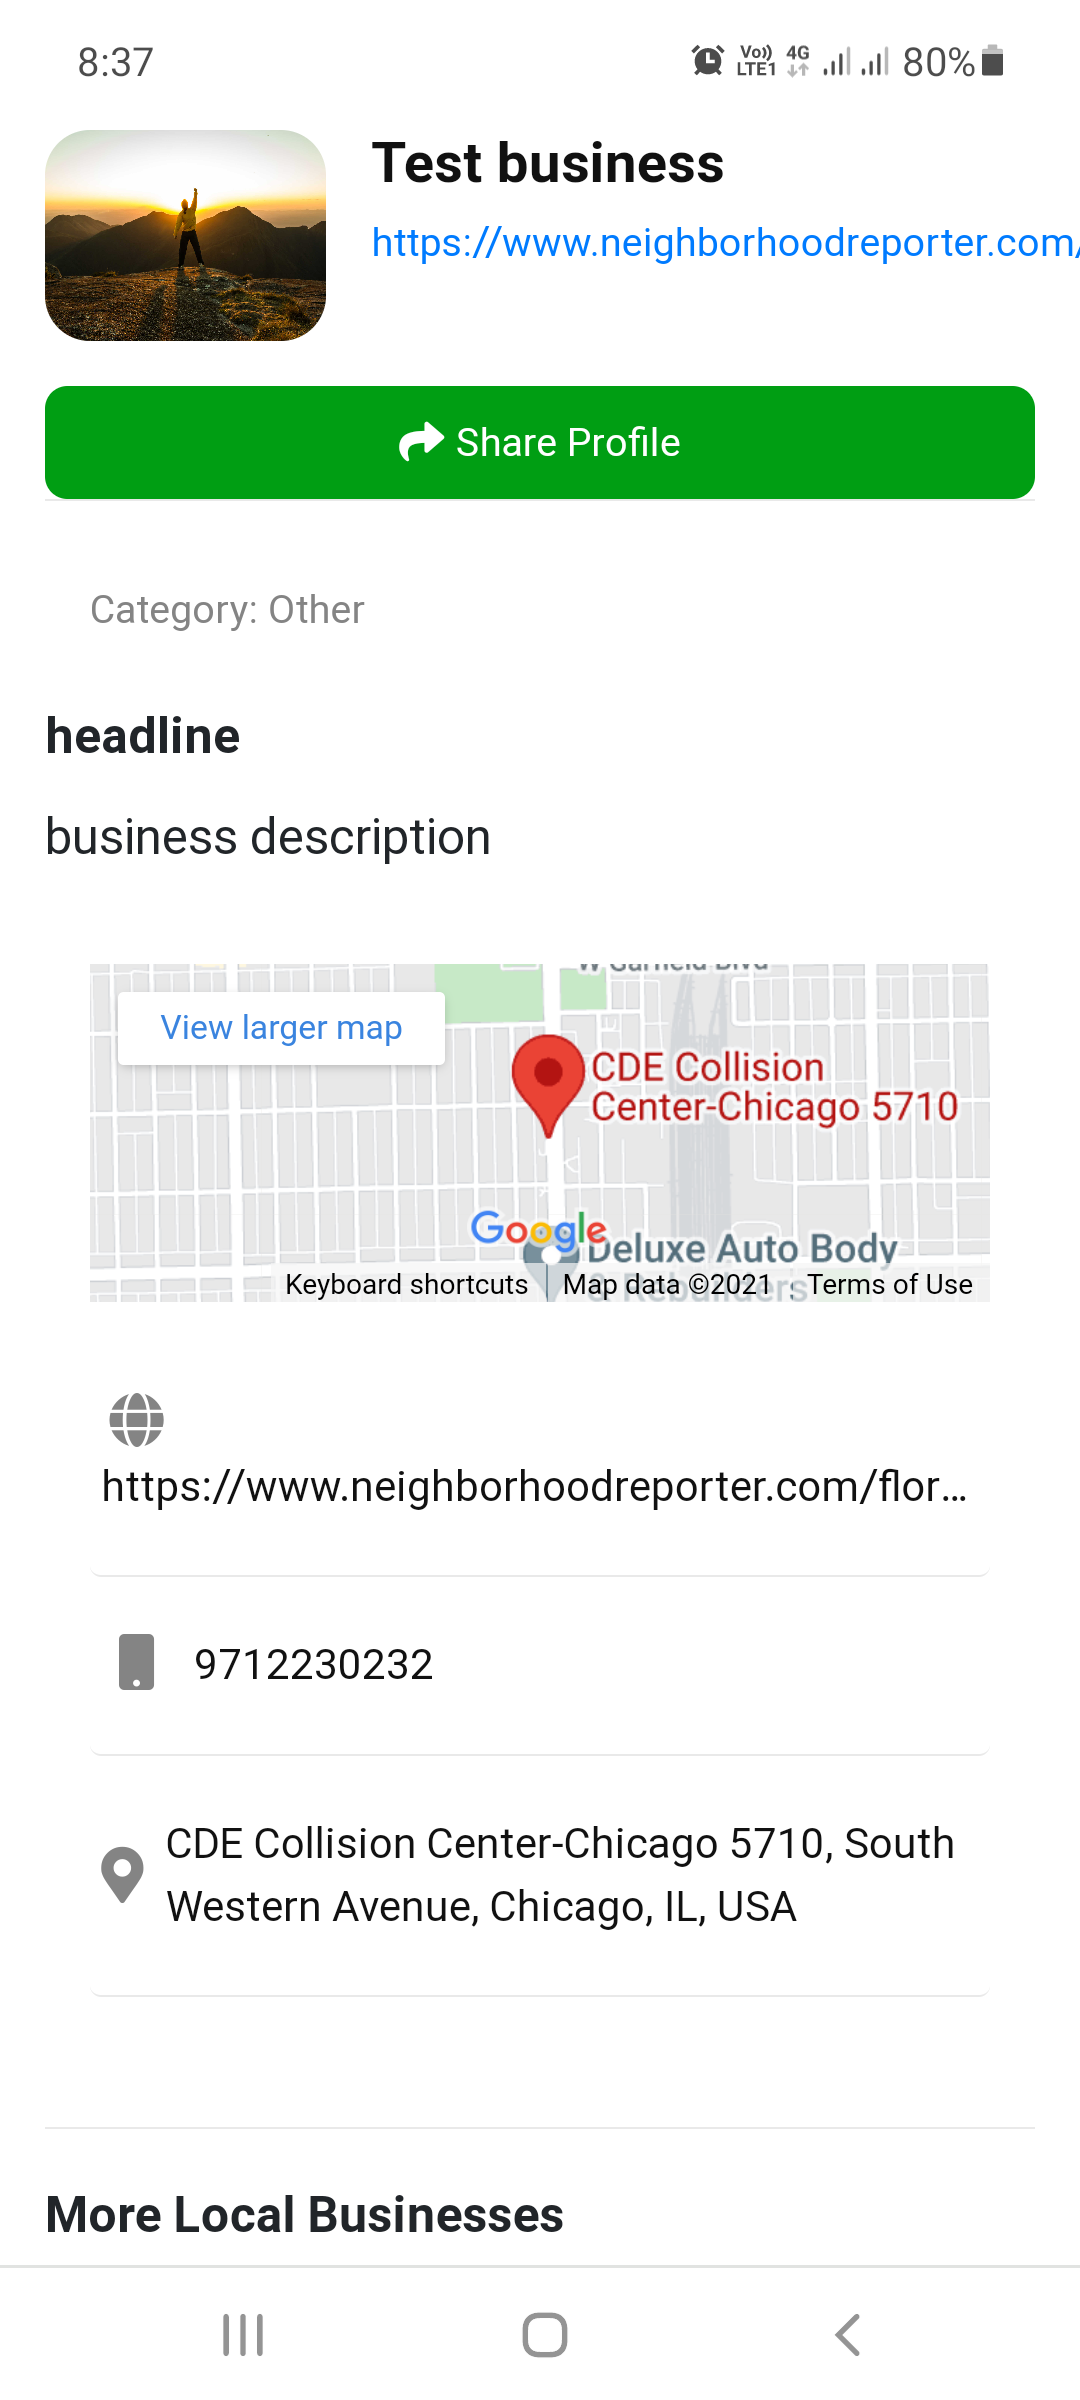 8:37
Vo)) LTE1 4G 80%
Test business
https://www.neighborhoodreporter.com/
Share Profile
Category: Other
headline
business description
W Garfield Blvd
View larger map
CDE Collision
Center-Chicago 5710
Google
Deluxe Auto Body
& Rebuilders
Keyboard shortcuts
Map data ©2021
Terms of Use
https://www.neighborhoodreporter.com/flor...
9712230232
CDE Collision Center-Chicago 5710, South
Western Avenue, Chicago, IL, USA
More Local Businesses